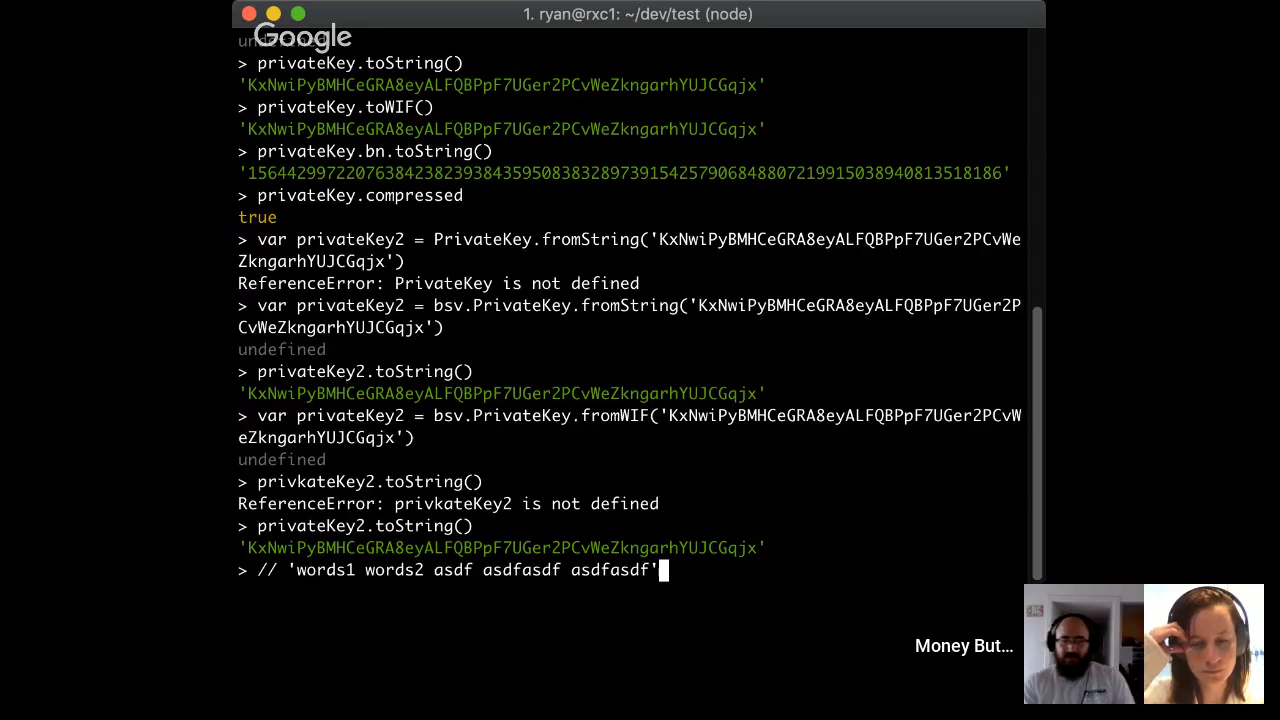 1. ryan@rxc1: ~/dev/test (node)
undefined
Google
> privateKey.toString()
'KxNwiPyBMHCeGRA8eyALFQBPpF7UGer2PCvWeZkngarhYUJCGqjx'
> privateKey.toWIF()
'KxNwiPyBMHCeGRA8eyALFQBPpF7UGer2PCvWeZkngarhYUJCGqjx'
> privateKey.bn.toString()
'15644299722076384238239384359508383289739154257906848807219915038940813518186'
> privateKey.compressed
true
> var privateKey2 = PrivateKey.fromString('KxNwiPyBMHCeGRA8eyALFQBPpF7UGer2PCvWe
ZkngarhYUJCGqjx')
ReferenceError: PrivateKey is not defined
> var privateKey2 = bsv.PrivateKey.fromString('KxNwiPyBMHCeGRA8eyALFQBPpF7UGer2P
CvWeZkngarhYUJCGqjx')
undefined
> privateKey2.toString()
'KxNwiPyBMHCeGRA8eyALFQBPpF7UGer2PCvWeZkngarhYUJCGqjx'
> var privateKey2 = bsv.PrivateKey.fromWIF('KxNwiPyBMHCeGRA8eyALFQBPpF7UGer2PCvW
eZkngarhYUJCGqjx')
undefined
> privkateKey2.toString()
ReferenceError: privkateKey2 is not defined
> privateKey2.toString()
'KxNwiPyBMHCeGRA8eyALFQBPpF7UGer2PCvWeZkngarhYUJCGqjx'
> // 'words1 words2 asdf asdfasdf asdfasdf'
Money But...